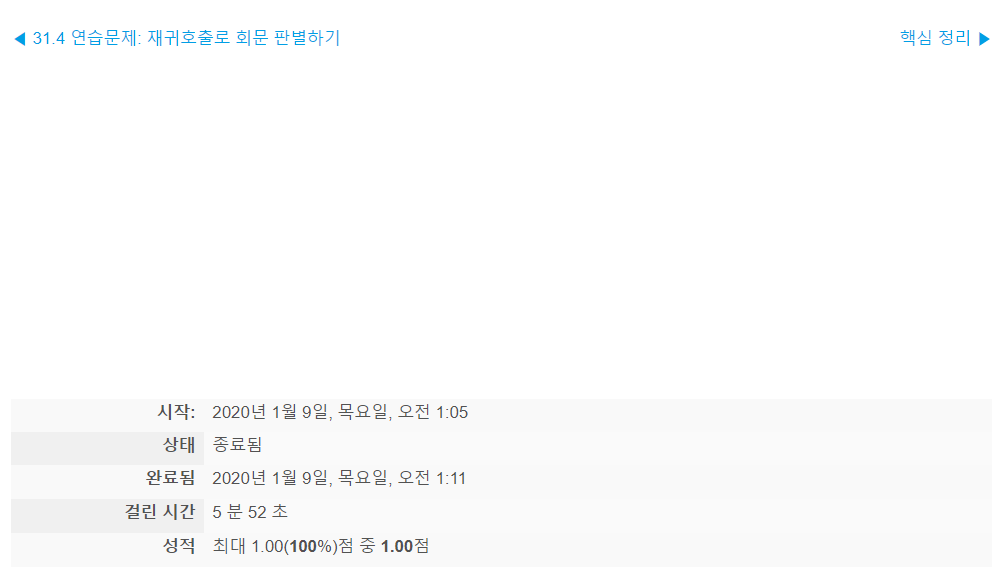 ◀ 31.4 연습문제: 재귀호출로 회문 판별하기
핵심 정리 ▶
시작: 2020년 1월 9일, 목요일, 오전 1:05
상태 종료됨
완료됨 2020년 1월 9일, 목요일, 오전 1:11
걸린 시간 5 분 52 초
성적 최대 1.00(100%)점 중 1.00점